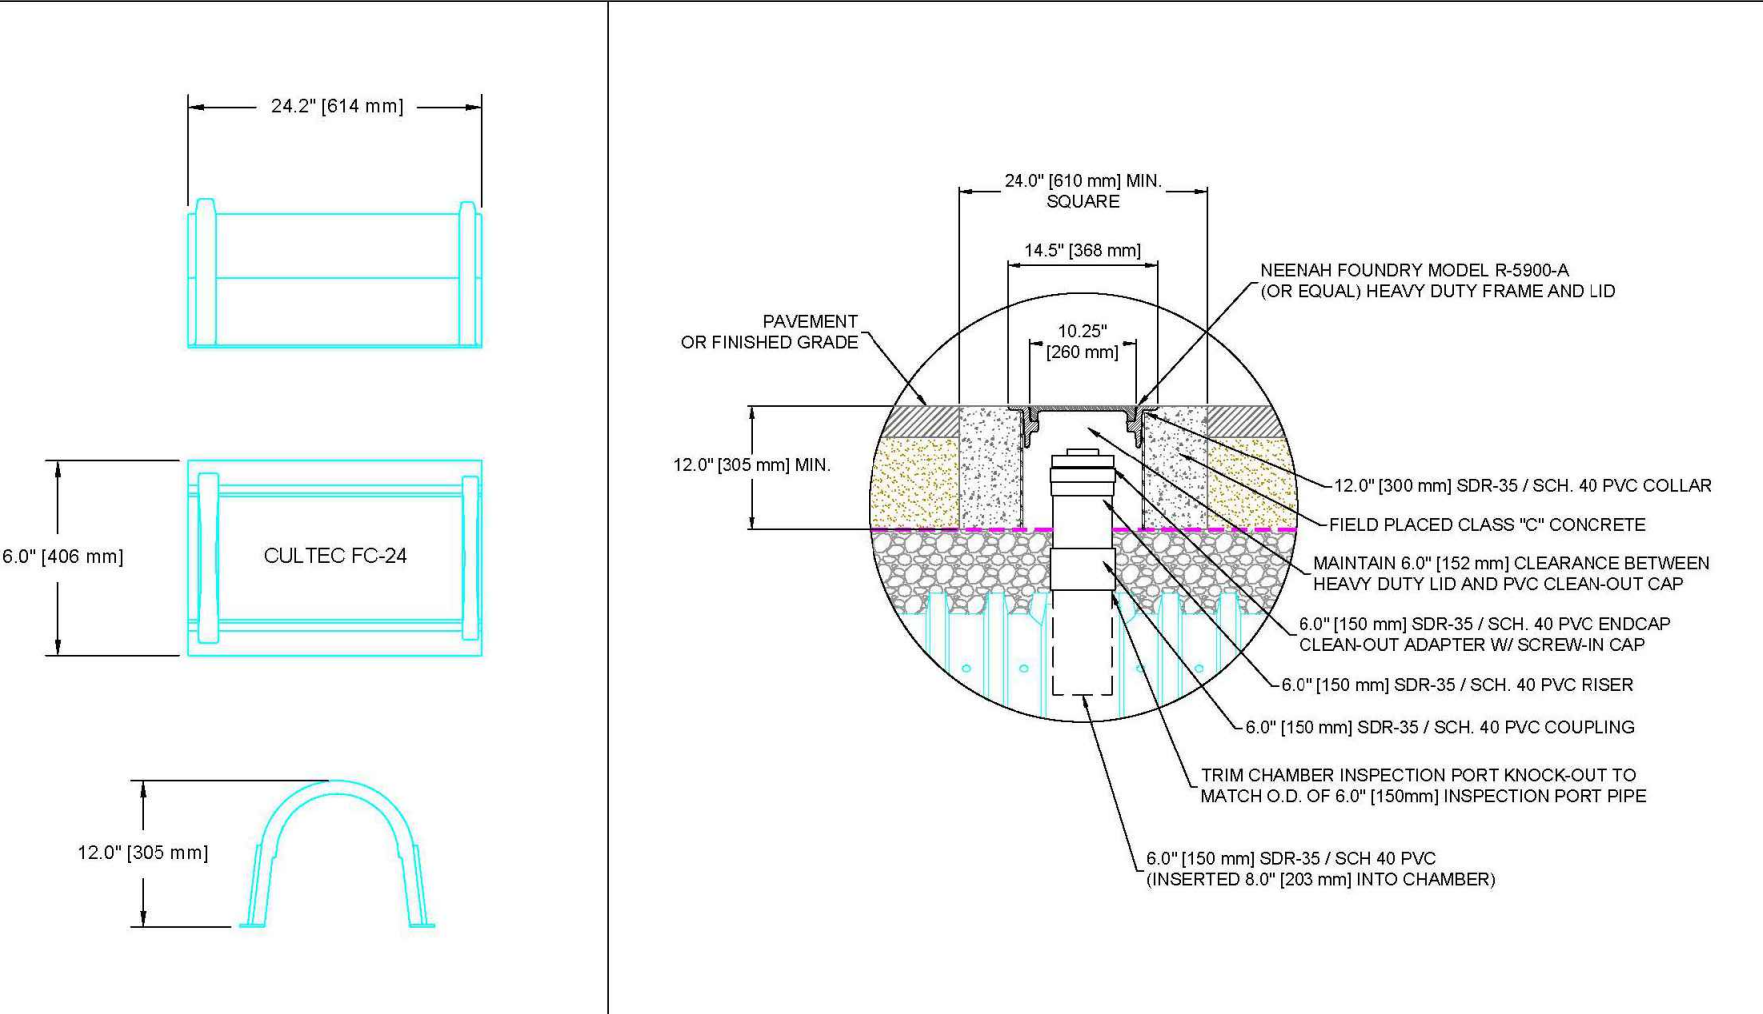 24.2" [614 mm]
6.0" [406 mm]
CULTEC FC-24
12.0" [305 mm]
24.0" [610 mm] MIN.
SQUARE
14.5" [368 mm]
10.25"
[260 mm]
PAVEMENT
OR FINISHED GRADE
12.0" [305 mm] MIN.
NEENAH FOUNDRY MODEL R-5900-A
(OR EQUAL) HEAVY DUTY FRAME AND LID
12.0" [300 mm] SDR-35 / SCH. 40 PVC COLLAR
FIELD PLACED CLASS "C" CONCRETE
MAINTAIN 6.0" [152 mm] CLEARANCE BETWEEN
HEAVY DUTY LID AND PVC CLEAN-OUT CAP
6.0" [150 mm] SDR-35 / SCH. 40 PVC ENDCAP
CLEAN-OUT ADAPTER W/ SCREW-IN CAP
6.0" [150 mm] SDR-35 / SCH. 40 PVC RISER
6.0" [150 mm] SDR-35 / SCH. 40 PVC COUPLING
TRIM CHAMBER INSPECTION PORT KNOCK-OUT TO
MATCH O.D. OF 6.0" [150mm] INSPECTION PORT PIPE
6.0" [150 mm] SDR-35 / SCH 40 PVC
(INSERTED 8.0" [203 mm] INTO CHAMBER)